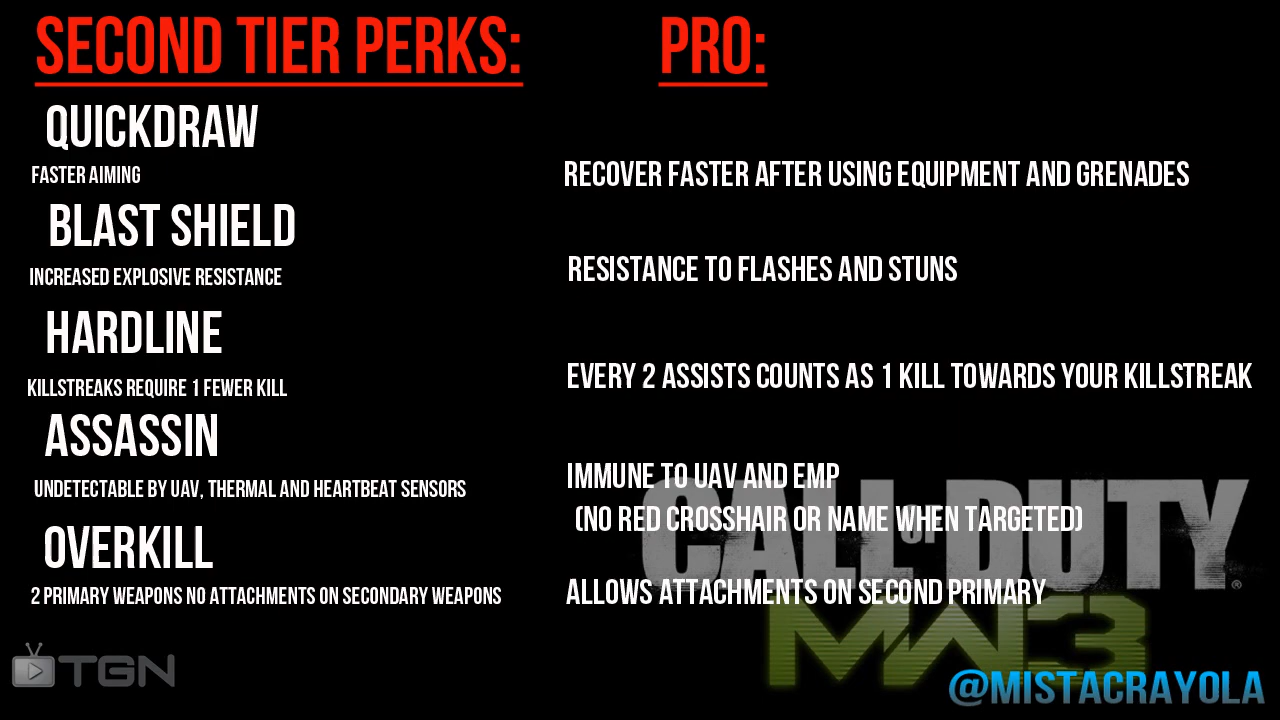 SECOND TIER PERKS: PRO:
QUICKDRAW
FASTER AIMING RECOVER FASTER AFTER USING EQUIPMENT AND GRENADES
BLAST SHIELD
INCREASED EXPLOSIVE RESISTANCE RESISTANCE TO FLASHES AND STUNS
HARDLINE
KILLSTREAKS REQUIRE 1 FEWER KILL EVERY 2 ASSISTS COUNTS AS 1 KILL TOWARDS YOUR KILLSTREAK
ASSASSIN
UNDETECTABLE BY UAV, THERMAL AND HEARTBEAT SENSORS IMMUNE TO UAV AND EMP
(NO RED CROSSHAIR OR NAME WHEN TARGETED)
OVERKILL
2 PRIMARY WEAPONS NO ATTACHMENTS ON SECONDARY WEAPONS ALLOWS ATTACHMENTS ON SECOND PRIMARY
CALL OF DUTY®
MW3
TGN
@MISTACRAYOLA